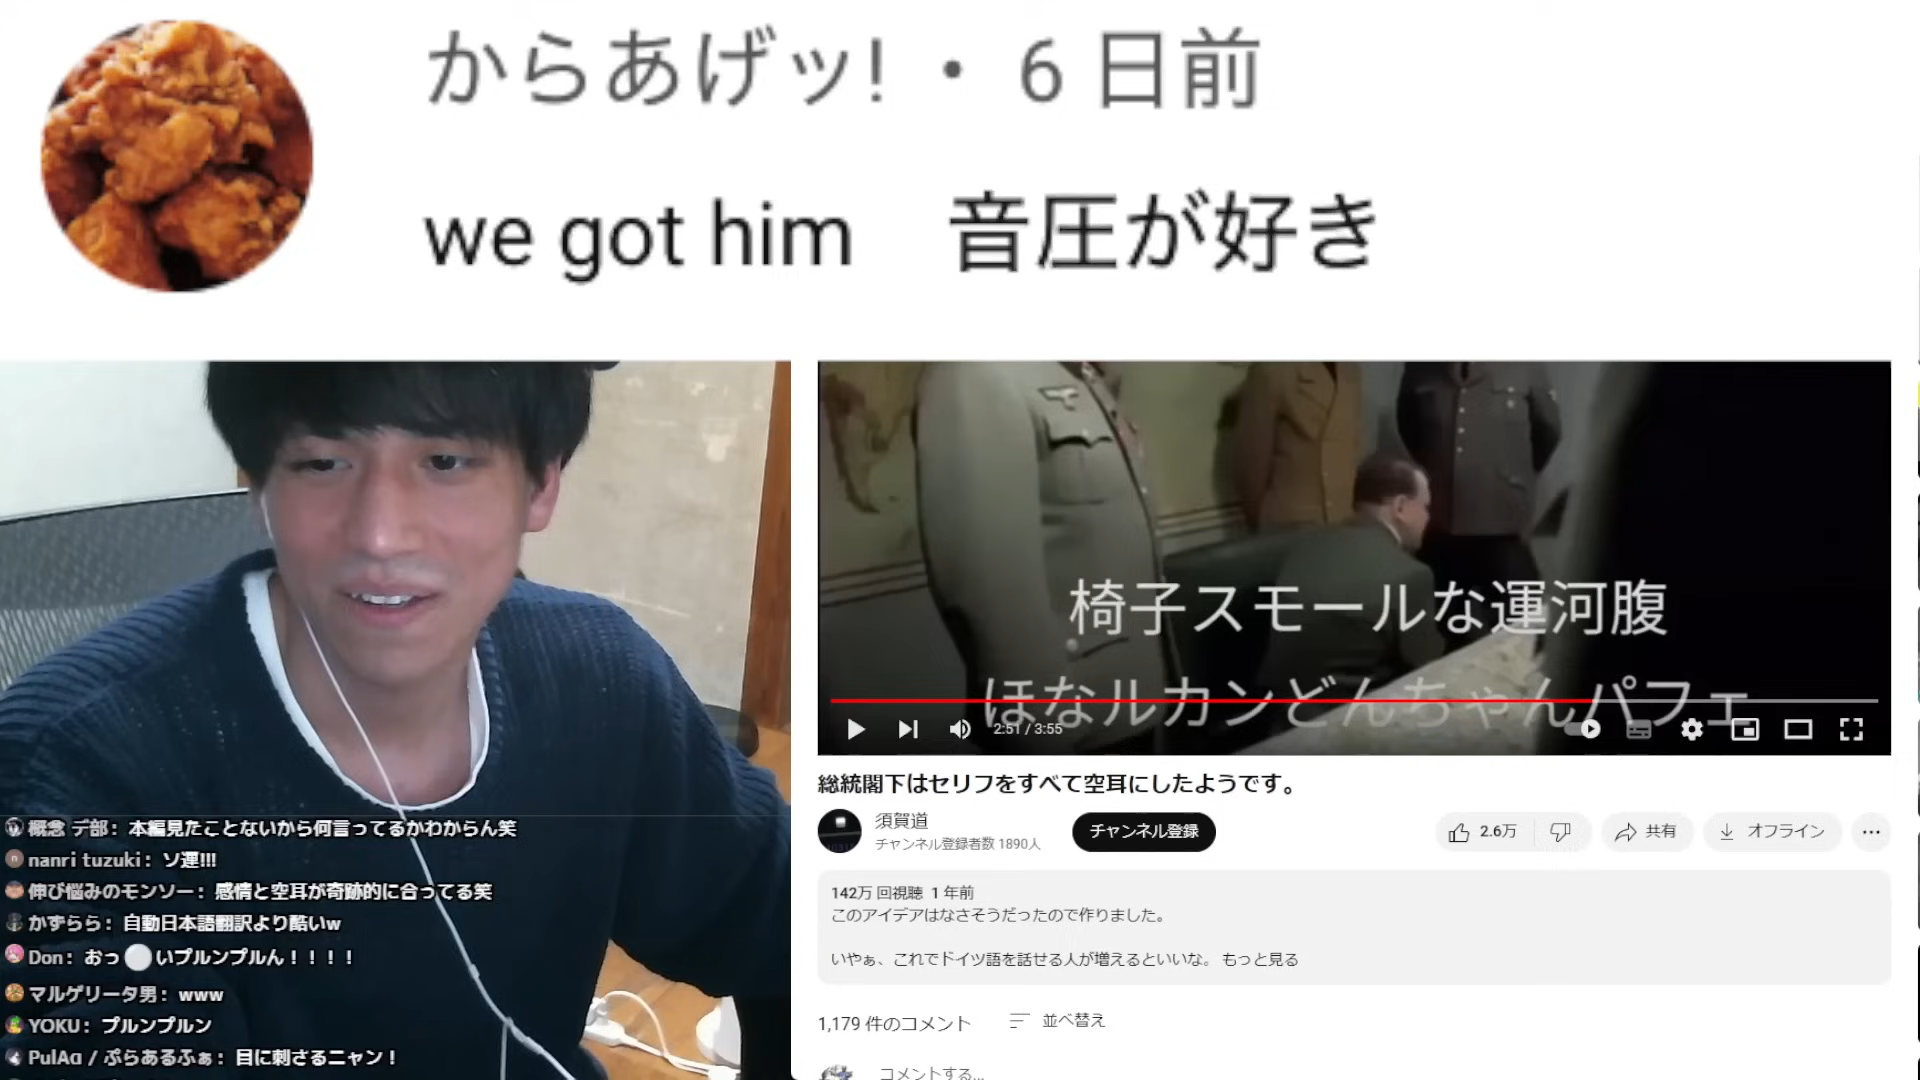 からあげッ! ・ 6 日前
we got him 音圧が好き
椅子スモールな運河腹
ほなルカンどんちゃんパフェ
2:51 / 3:55
総統閣下はセリフをすべて空耳にしたようです。
須賀道
チャンネル登録者数 1890人
チャンネル登録
2.6万
共有
オフライン
142万 回視聴 1 年前
このアイデアはなさそうだったので作りました。
いやぁ、これでドイツ語を話せる人が増えるといいな。 もっと見る
1,179 件のコメント
並べ替え
コメントする...
概念 デ部: 本編見たことないから何言ってるかわからん笑
nanri tuzuki: ソ運!!!
伸び悩みのモンソー: 感情と空耳が奇跡的に合ってる笑
かずらら: 自動日本語翻訳より酷いw
Don: おっ いプルンプルん！！！！
マルゲリータ男: www
YOKU: プルンプルン
PulAα / ぷらあるふぁ: 目に刺さるニャン！